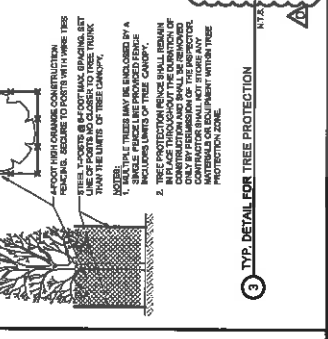 4-FOOT HIGH ORANGE CONSTRUCTION
FENCING. SECURE TO POSTS WITH WIRE TIES
STEEL T-POSTS @ 8-FOOT MAX. SPACING. SET
LINE OF POSTS NO CLOSER TO TREE TRUNK
THAN THE LIMITS OF TREE CANOPY.
NOTES:
1. MULTIPLE TREES MAY BE ENCLOSED BY A
SINGLE FENCE LINE PROVIDED FENCE
INCLUDES LIMITS OF TREE CANOPY.
2. TREE PROTECTION FENCE SHALL REMAIN
IN PLACE THROUGHOUT THE DURATION OF
CONSTRUCTION AND SHALL BE REMOVED
ONLY BY PERMISSION OF THE INSPECTOR.
CONTRACTOR SHALL NOT STORE ANY
MATERIALS OR EQUIPMENT WITHIN TREE
PROTECTION ZONE.
3 TYP. DETAIL FOR TREE PROTECTION
N.T.S.